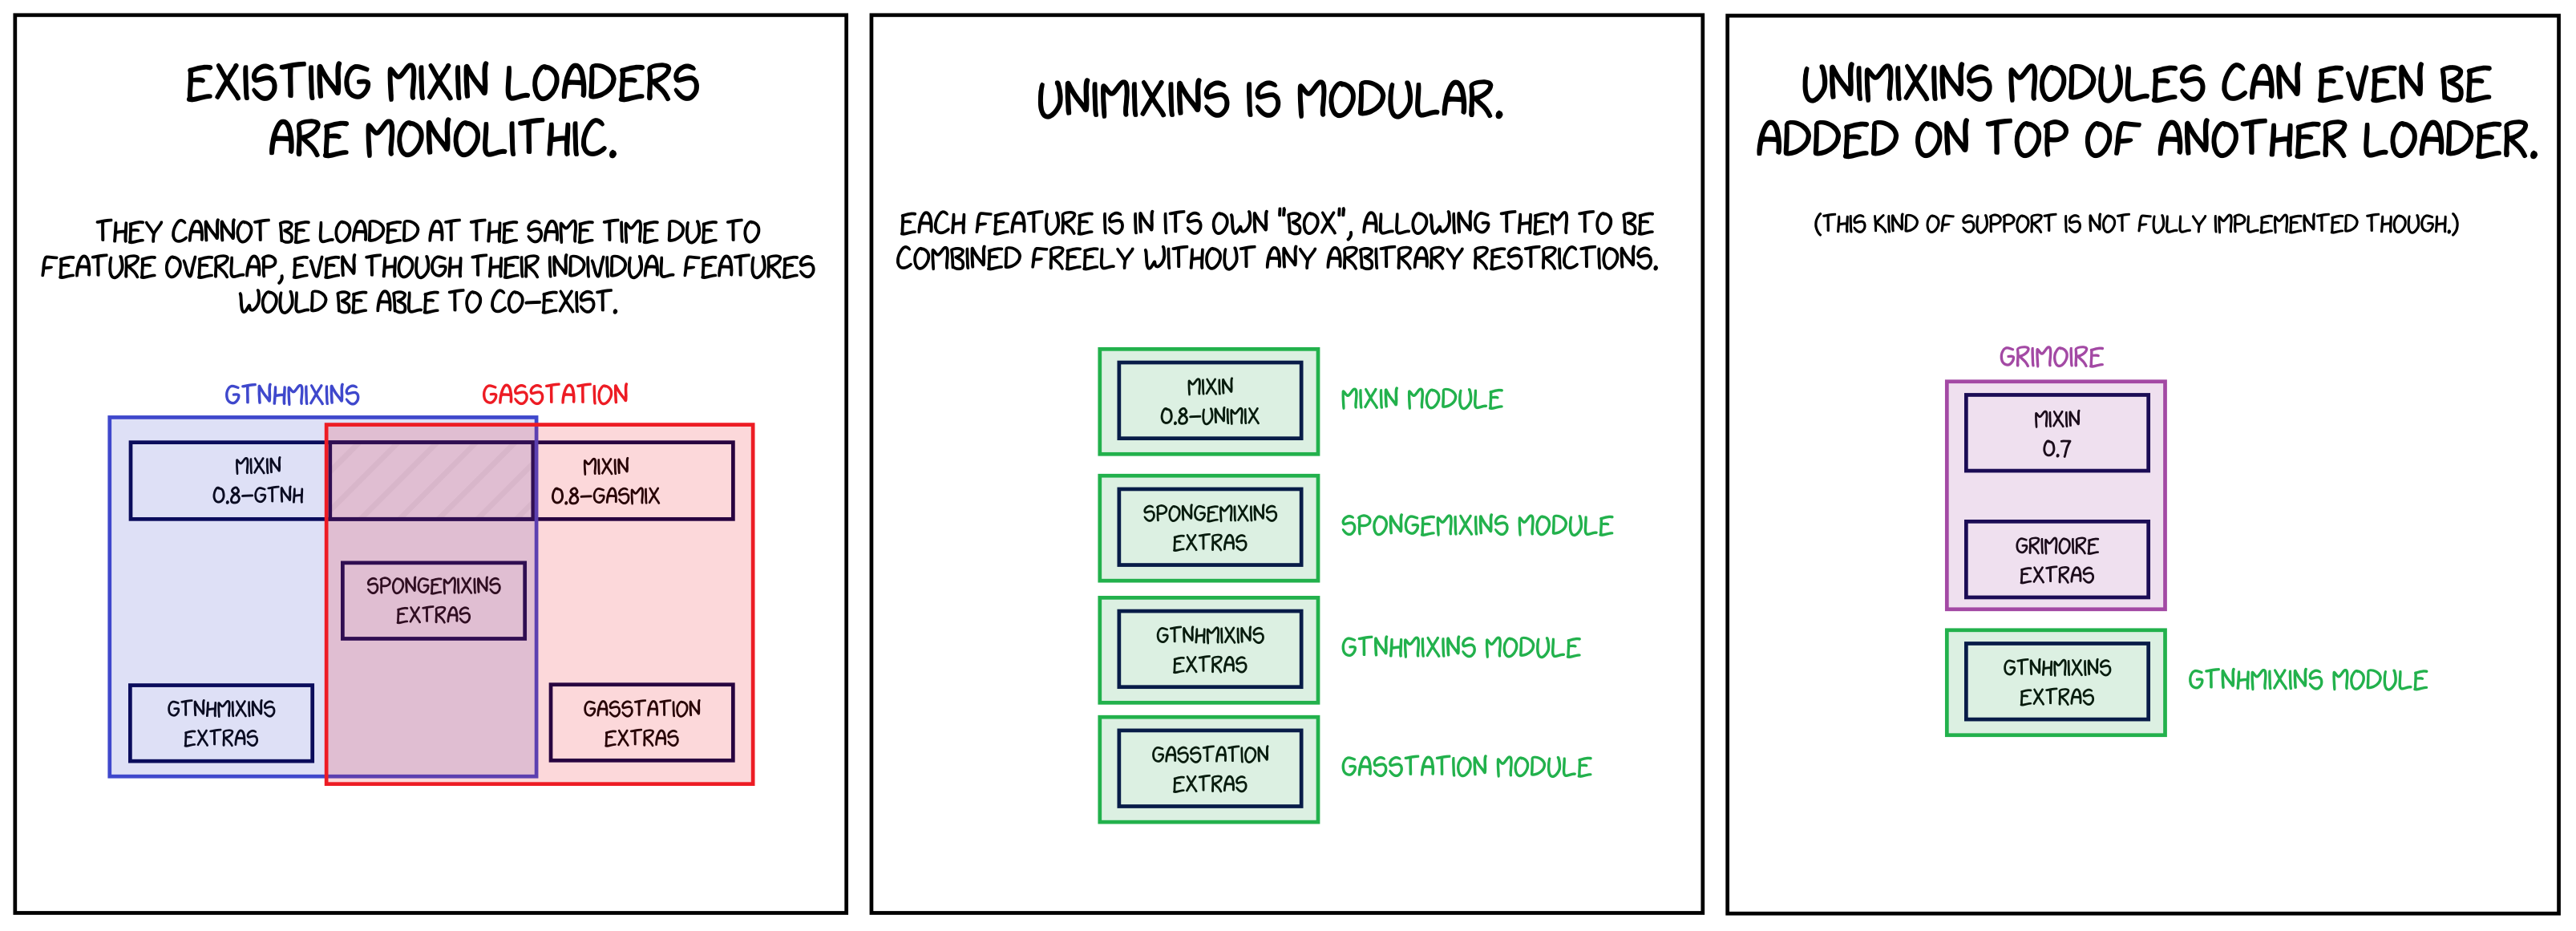 EXISTING MIXIN LOADERS
ARE MONOLITHIC.
THEY CANNOT BE LOADED AT THE SAME TIME DUE TO
FEATURE OVERLAP, EVEN THOUGH THEIR INDIVIDUAL FEATURES
WOULD BE ABLE TO CO-EXIST.
GTNHMIXINS
GASSTATION
MIXIN
0.8-GTNH
MIXIN
0.8-GASMIX
SPONGEMIXINS
EXTRAS
GTNHMIXINS
EXTRAS
GASSTATION
EXTRAS
UNIMIXINS IS MODULAR.
EACH FEATURE IS IN ITS OWN "BOX", ALLOWING THEM TO BE
COMBINED FREELY WITHOUT ANY ARBITRARY RESTRICTIONS.
MIXIN
0.8-UNIMIX
MIXIN MODULE
SPONGEMIXINS
EXTRAS
SPONGEMIXINS MODULE
GTNHMIXINS
EXTRAS
GTNHMIXINS MODULE
GASSTATION
EXTRAS
GASSTATION MODULE
UNIMIXINS MODULES CAN EVEN BE
ADDED ON TOP OF ANOTHER LOADER.
(THIS KIND OF SUPPORT IS NOT FULLY IMPLEMENTED THOUGH.)
GRIMOIRE
MIXIN
0.7
GRIMOIRE
EXTRAS
GTNHMIXINS
EXTRAS
GTNHMIXINS MODULE